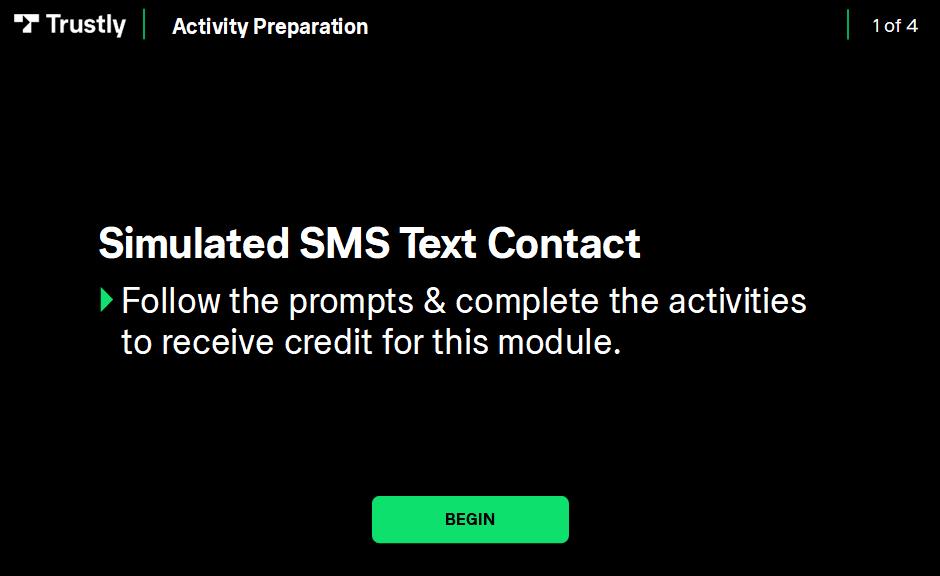 Trustly
Activity Preparation
1 of 4
Simulated SMS Text Contact
Follow the prompts & complete the activities
to receive credit for this module.
BEGIN